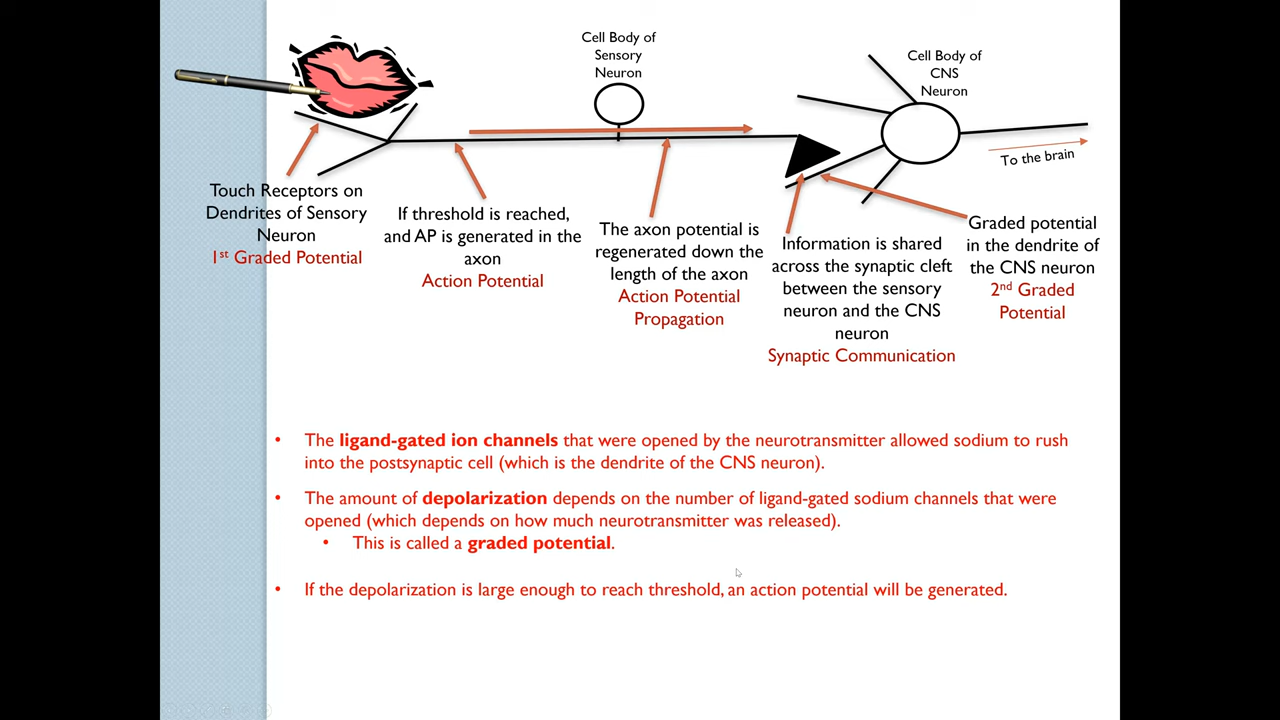 Cell Body of
Sensory
Neuron
Cell Body of
CNS
Neuron
To the brain
Touch Receptors on
Dendrites of Sensory
Neuron
1st Graded Potential
If threshold is reached,
and AP is generated in the
axon
Action Potential
The axon potential is
regenerated down the
length of the axon
Action Potential
Propagation
Information is shared
across the synaptic cleft
between the sensory
neuron and the CNS
neuron
Synaptic Communication
Graded potential
in the dendrite of
the CNS neuron
2nd Graded
Potential
• The ligand-gated ion channels that were opened by the neurotransmitter allowed sodium to rush
into the postsynaptic cell (which is the dendrite of the CNS neuron).
• The amount of depolarization depends on the number of ligand-gated sodium channels that were
opened (which depends on how much neurotransmitter was released).
• This is called a graded potential.
• If the depolarization is large enough to reach threshold, an action potential will be generated.